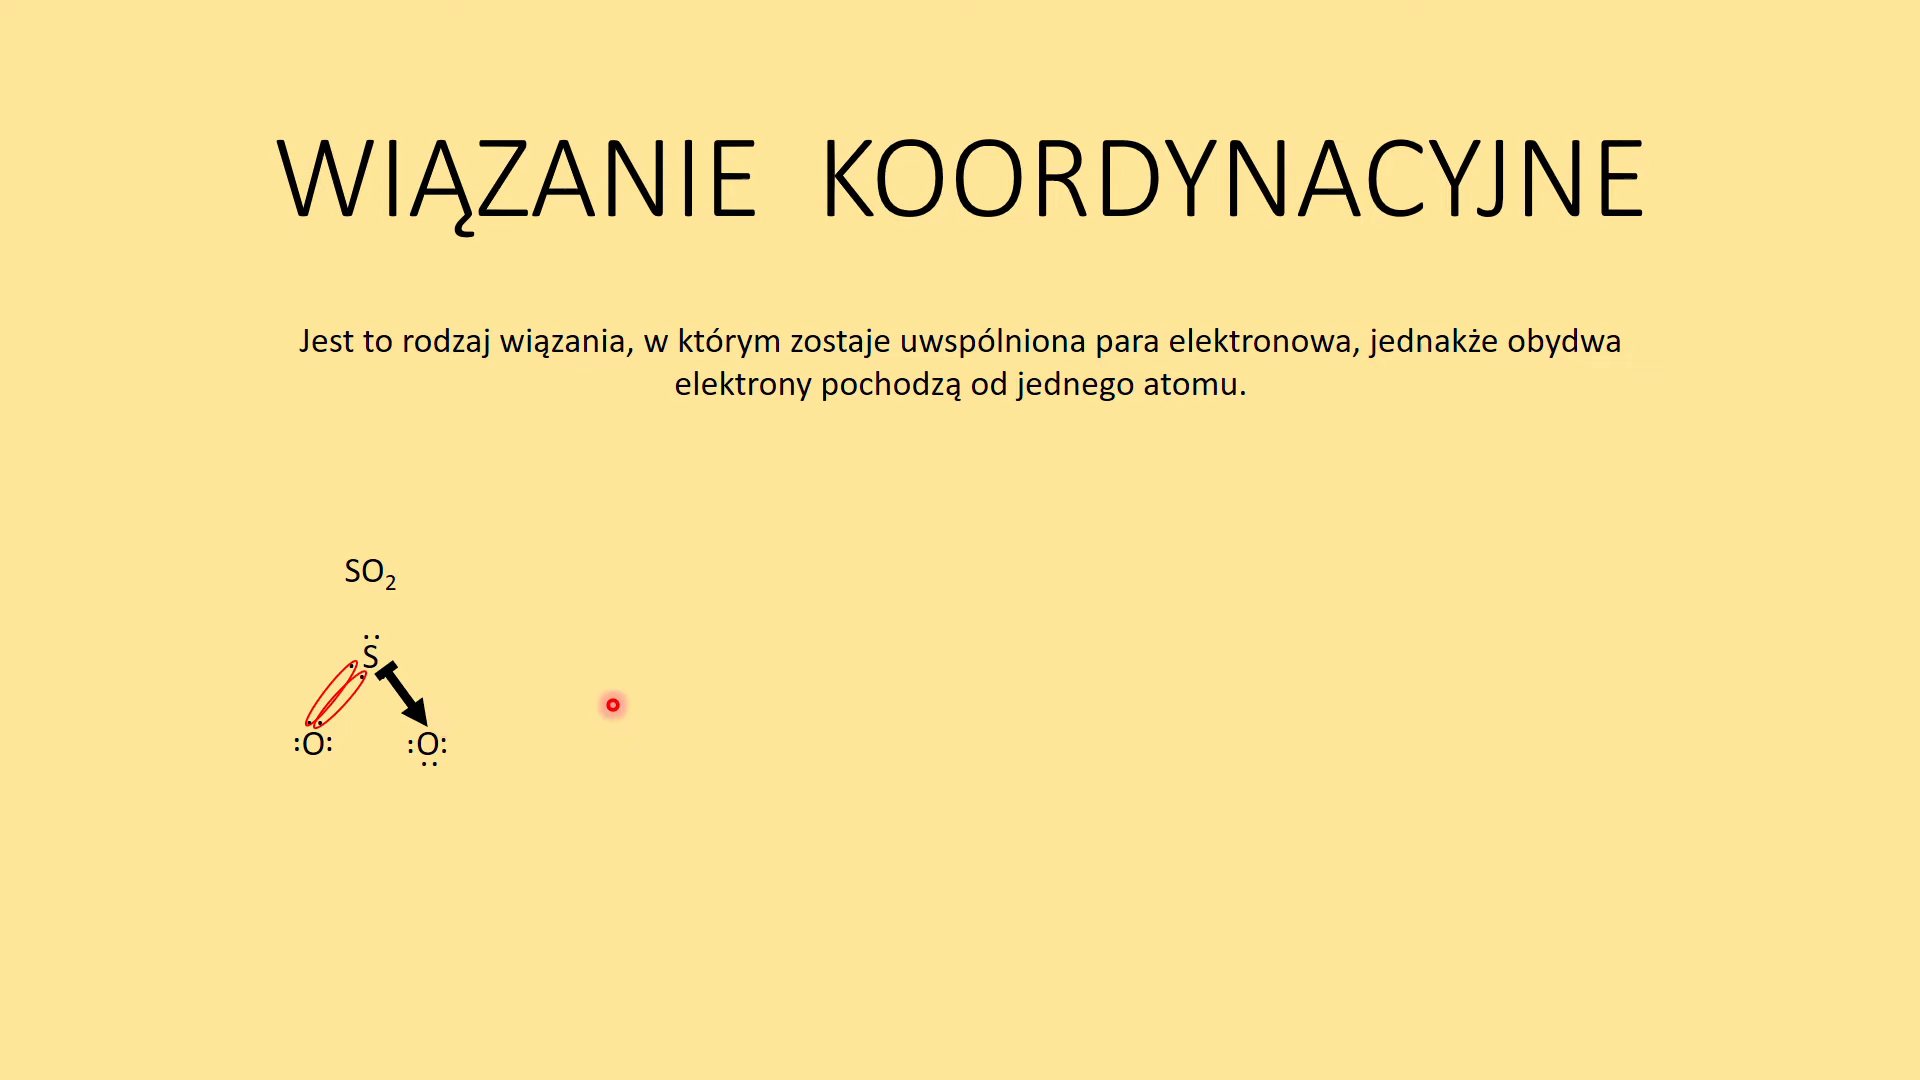 WIĄZANIE KOORDYNACYJNE
Jest to rodzaj wiązania, w którym zostaje uwspólniona para elektronowa, jednakże obydwa
elektrony pochodzą od jednego atomu.
SO₂
S
:O: :O: